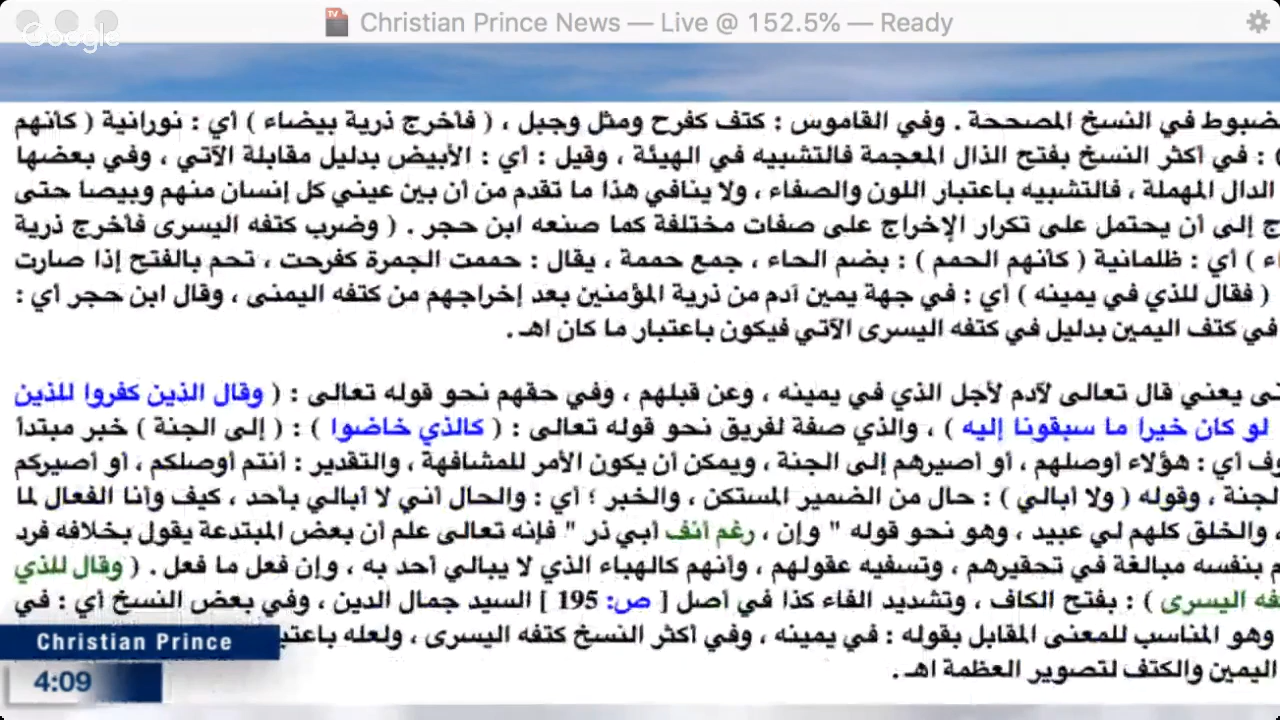 Google
Christian Prince News — Live @ 152.5% — Ready
ضبوط في النسخ المصححة . وفي القاموس : كتف كفرح ومثل وجبل ، ( فأخرج ذرية بيضاء ) أي : نورانية ( كأنهم
) : في أكثر النسخ بفتح الذال المعجمة فالتشبيه في الهيئة ، وقيل : أي : الأبيض بدليل مقابلة الآتي ، وفي بعضها
الدال المهملة ، فالتشبيه باعتبار اللون والصفاء ، ولا ينافي هذا ما تقدم من أن بين عيني كل إنسان منهم وبيصا حتى
ج إلى أن يحتمل على تكرار الإخراج على صفات مختلفة كما صنعه ابن حجر . ( وضرب كتفه اليسرى فأخرج ذرية
اء ) أي : ظلمانية ( كأنهم الحمم ) : بضم الحاء ، جمع حممة ، يقال : حممت الجمرة كفرحت ، تحم بالفتح إذا صارت
( فقال للذي في يمينه ) أي : في جهة يمين آدم من ذرية المؤمنين بعد إخراجهم من كتفه اليمنى ، وقال ابن حجر أي :
في كتف اليمين بدليل في كتفه اليسرى الآتي فيكون باعتبار ما كان اهـ .
نى يعني قال تعالى لآدم لأجل الذي في يمينه ، وعن قبلهم ، وفي حقهم نحو قوله تعالى : ( وقال الذين كفروا للذين
لو كان خيرا ما سبقونا إليه ) ، والذي صفة لفريق نحو قوله تعالى : ( كالذي خاضوا ) : ( إلى الجنة ) خبر مبتدأ
وف أي : هؤلاء أوصلهم ، أو أصيرهم إلى الجنة ، ويمكن أن يكون الأمر للمشافهة ، والتقدير : أنتم أوصلكم ، أو أصيركم
لجنة ، وقوله ( ولا أبالي ) : حال من الضمير المستكن ، والخبر ؛ أي : والحال أني لا أبالي بأحد ، كيف وأنا الفعال لما
، والخلق كلهم لي عبيد ، وهو نحو قوله " وإن ، رغم أنف أبي ذر " فإنه تعالى علم أن بعض المبتدعة يقول بخلافه فرد
م بنفسه مبالغة في تحقيرهم ، وتسفيه عقولهم ، وأنهم كالهباء الذي لا يبالي أحد به ، وإن فعل ما فعل . ( وقال للذي
فه اليسرى ) : بفتح الكاف ، وتشديد الفاء كذا في أصل [ ص: 195 ] السيد جمال الدين ، وفي بعض النسخ أي : في
وهو المناسب للمعنى المقابل بقوله : في يمينه ، وفي أكثر النسخ كتفه اليسرى ، ولعله باعتب
اليمين والكتف لتصوير العظمة اهـ .
Christian Prince
4:09